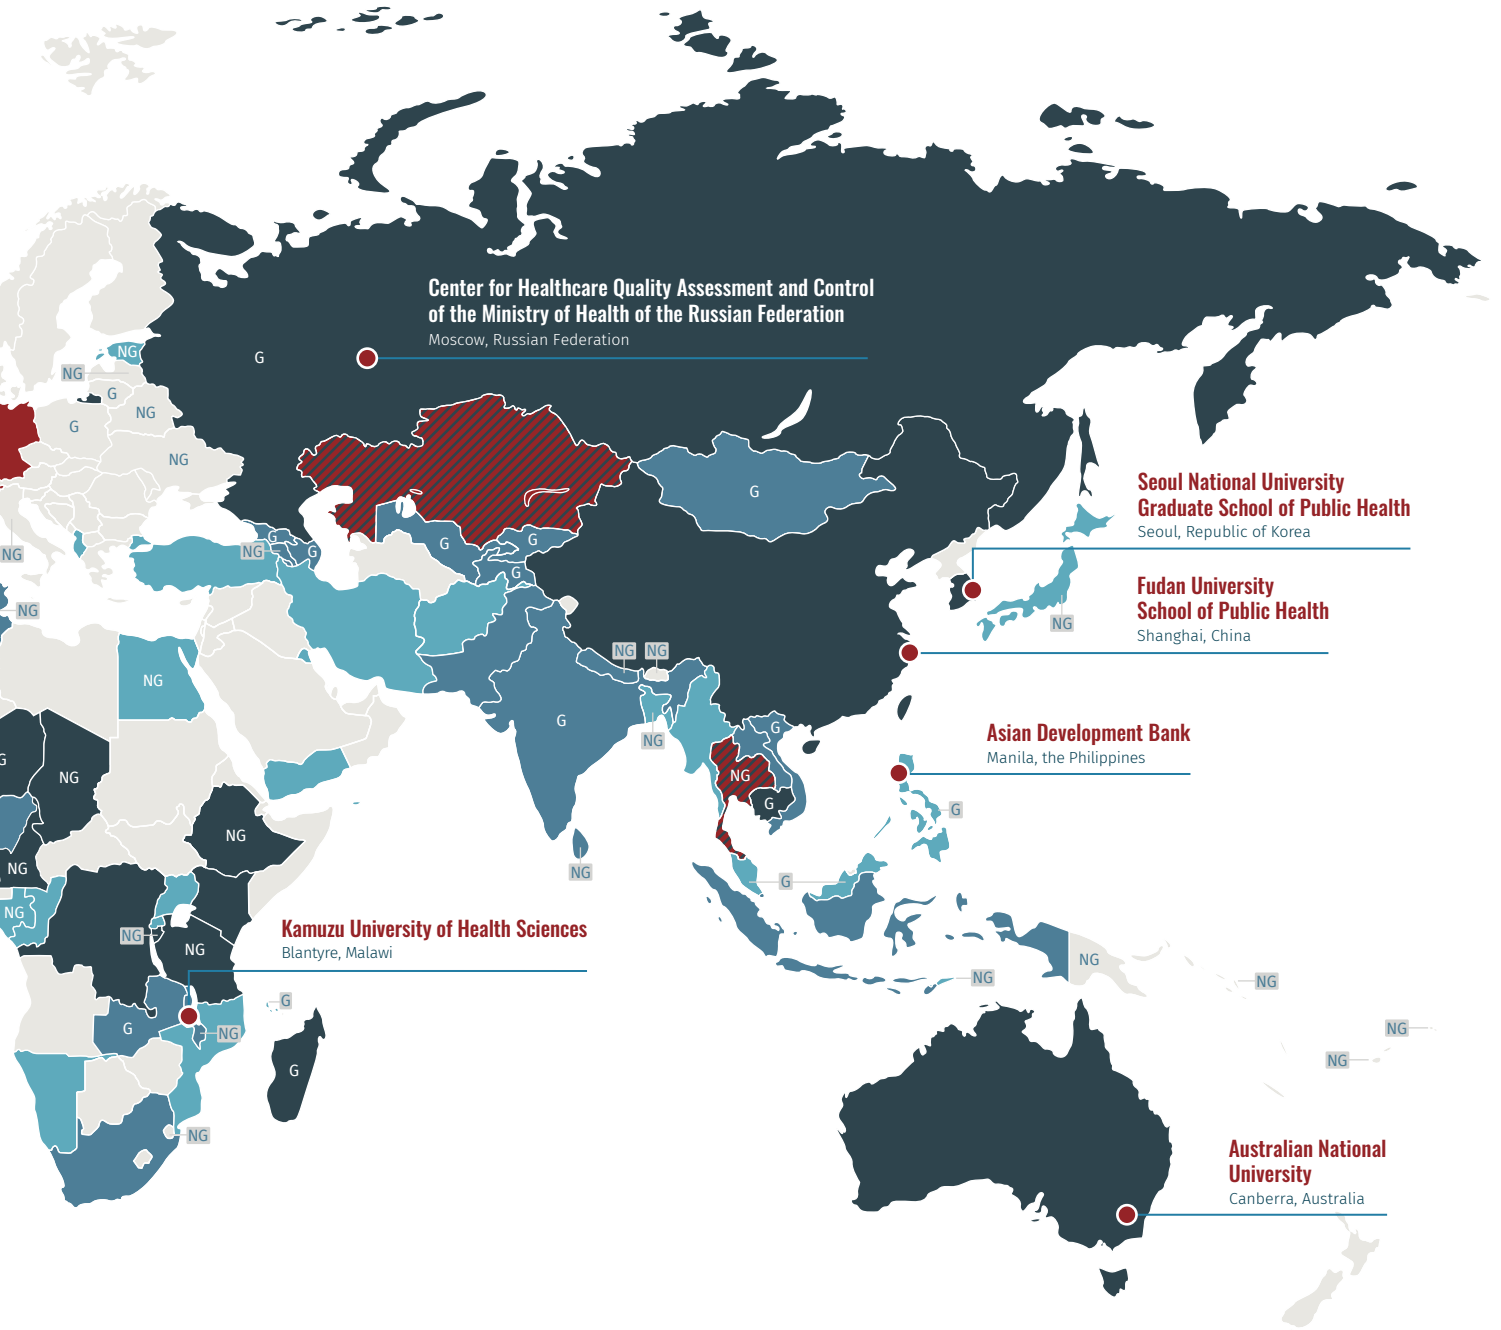 Center for Healthcare Quality Assessment and Control
of the Ministry of Health of the Russian Federation
Moscow, Russian Federation
G
NG
NG
G
NG
G
NG
Seoul National University
Graduate School of Public Health
Seoul, Republic of Korea
G
G
NG
G
G
G
NG
G
Fudan University
School of Public Health
Shanghai, China
NG
NG
NG
NG
NG
G
NG
G
NG
Asian Development Bank
Manila, the Philippines
G
NG
NG
G
G
NG
NG
NG
G
NG
Kamuzu University of Health Sciences
Blantyre, Malawi
NG
NG
NG
NG
NG
G
G
NG
NG
NG
G
NG
Australian National
University
Canberra, Australia